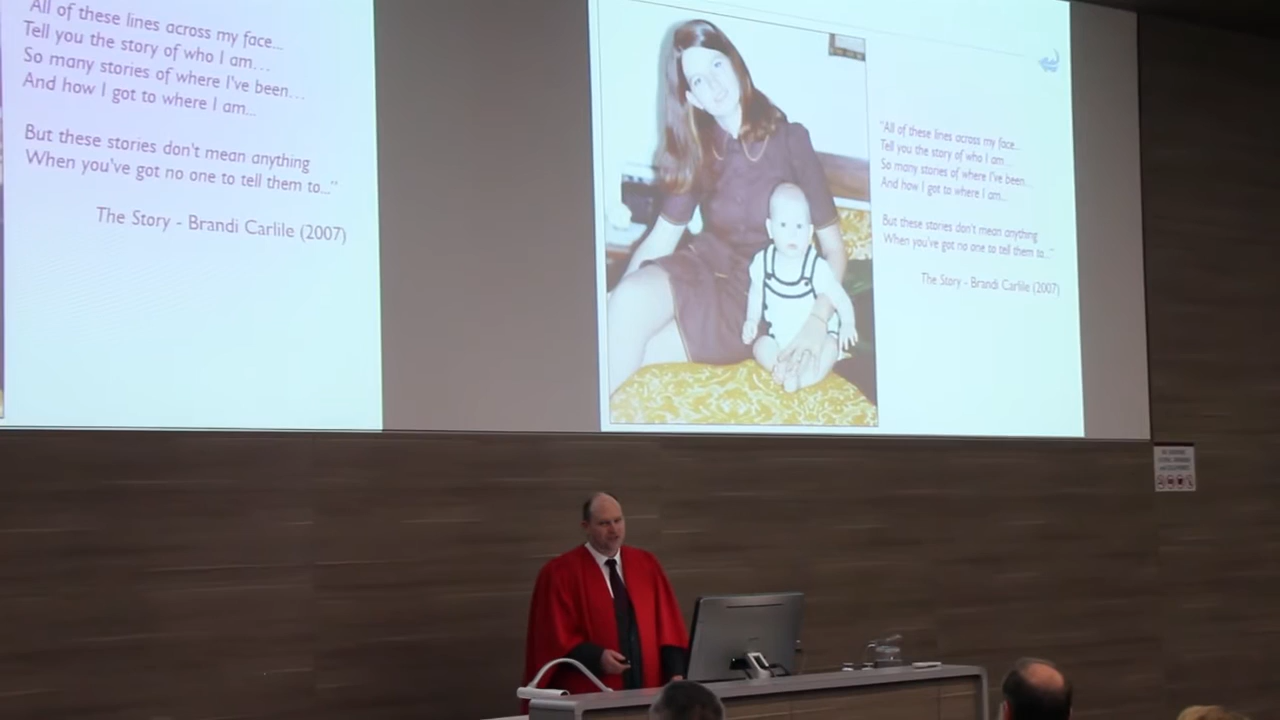 "All of these lines across my face...
Tell you the story of who I am…
So many stories of where I've been…
And how I got to where I am...
But these stories don't mean anything
When you've got no one to tell them to..."
The Story - Brandi Carlile (2007)
"All of these lines across my face...
Tell you the story of who I am…
So many stories of where I've been…
And how I got to where I am...
But these stories don't mean anything
When you've got no one to tell them to..."
The Story - Brandi Carlile (2007)